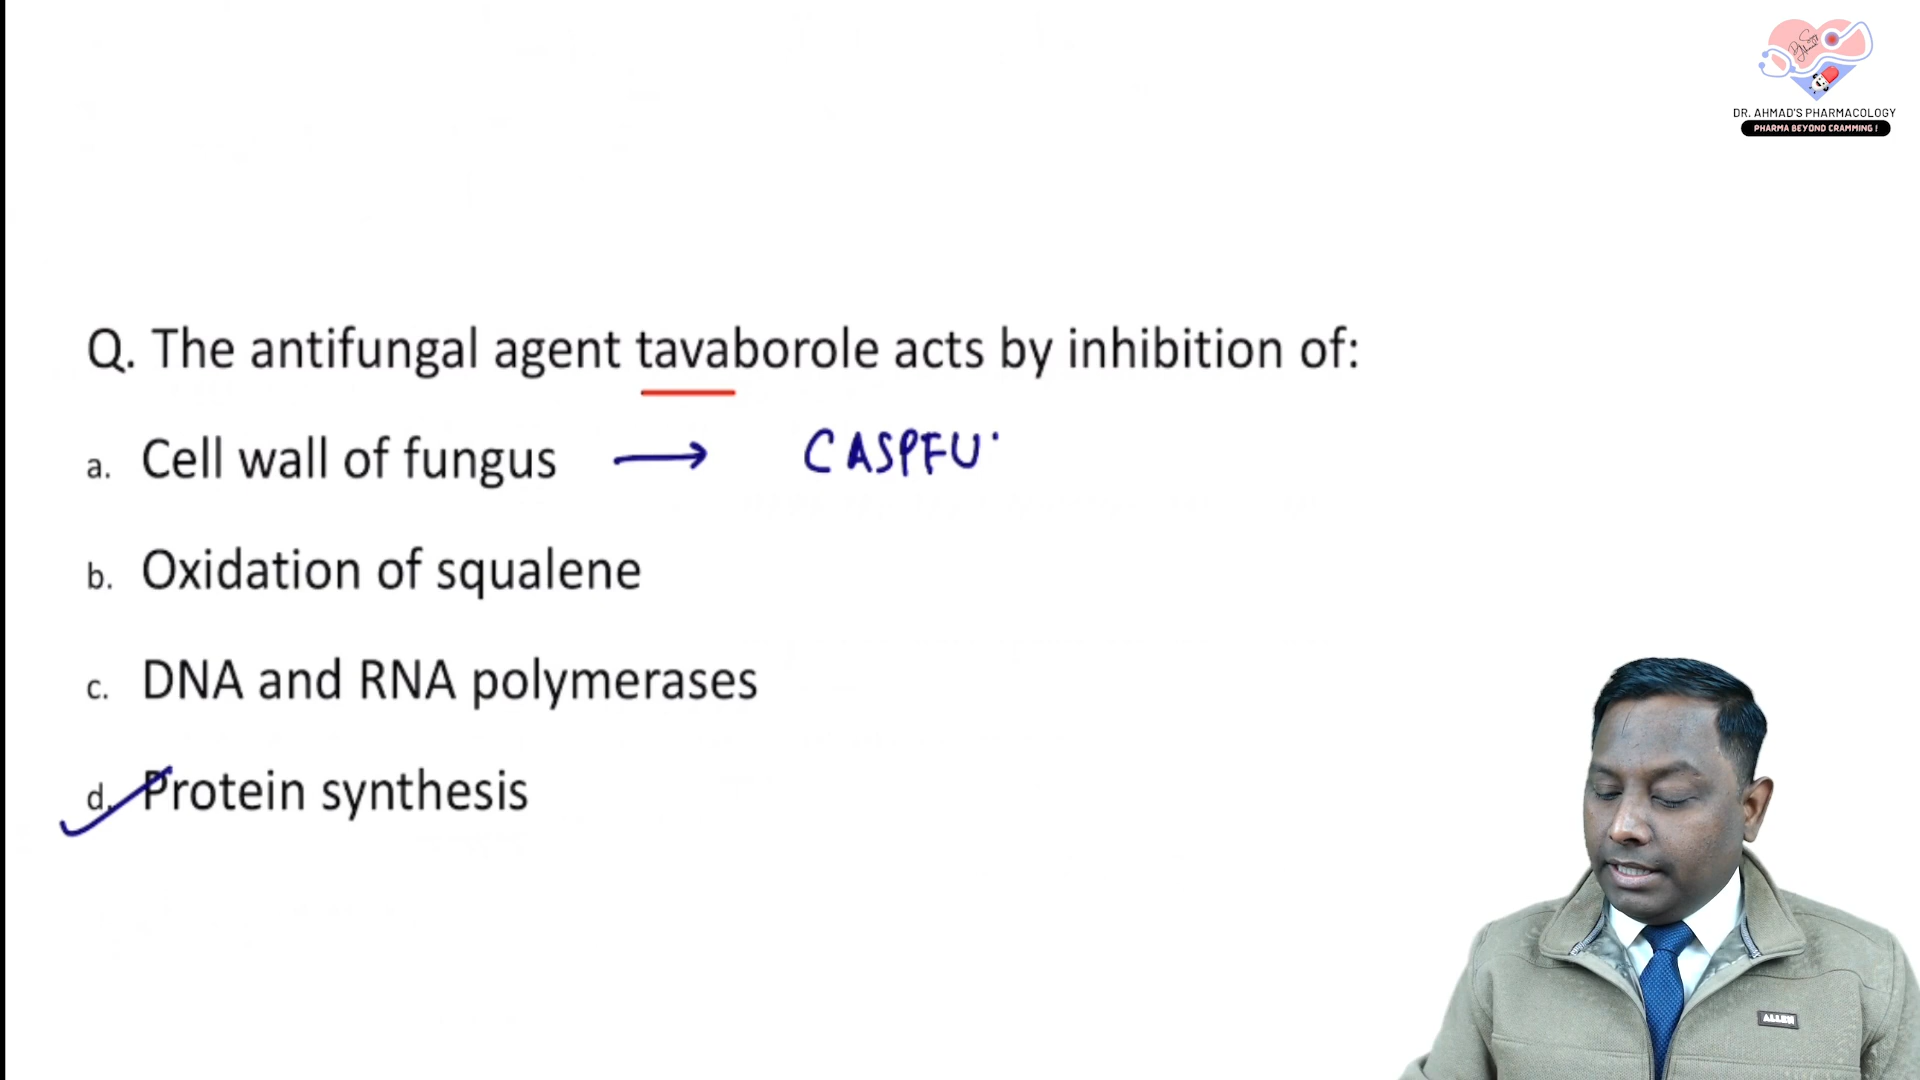 DR. AHMAD'S PHARMACOLOGY
PHARMA BEYOND CRAMMING !
Q. The antifungal agent tavaborole acts by inhibition of:
a. Cell wall of fungus → CASPFU
b. Oxidation of squalene
c. DNA and RNA polymerases
d. Protein synthesis
ALLEN